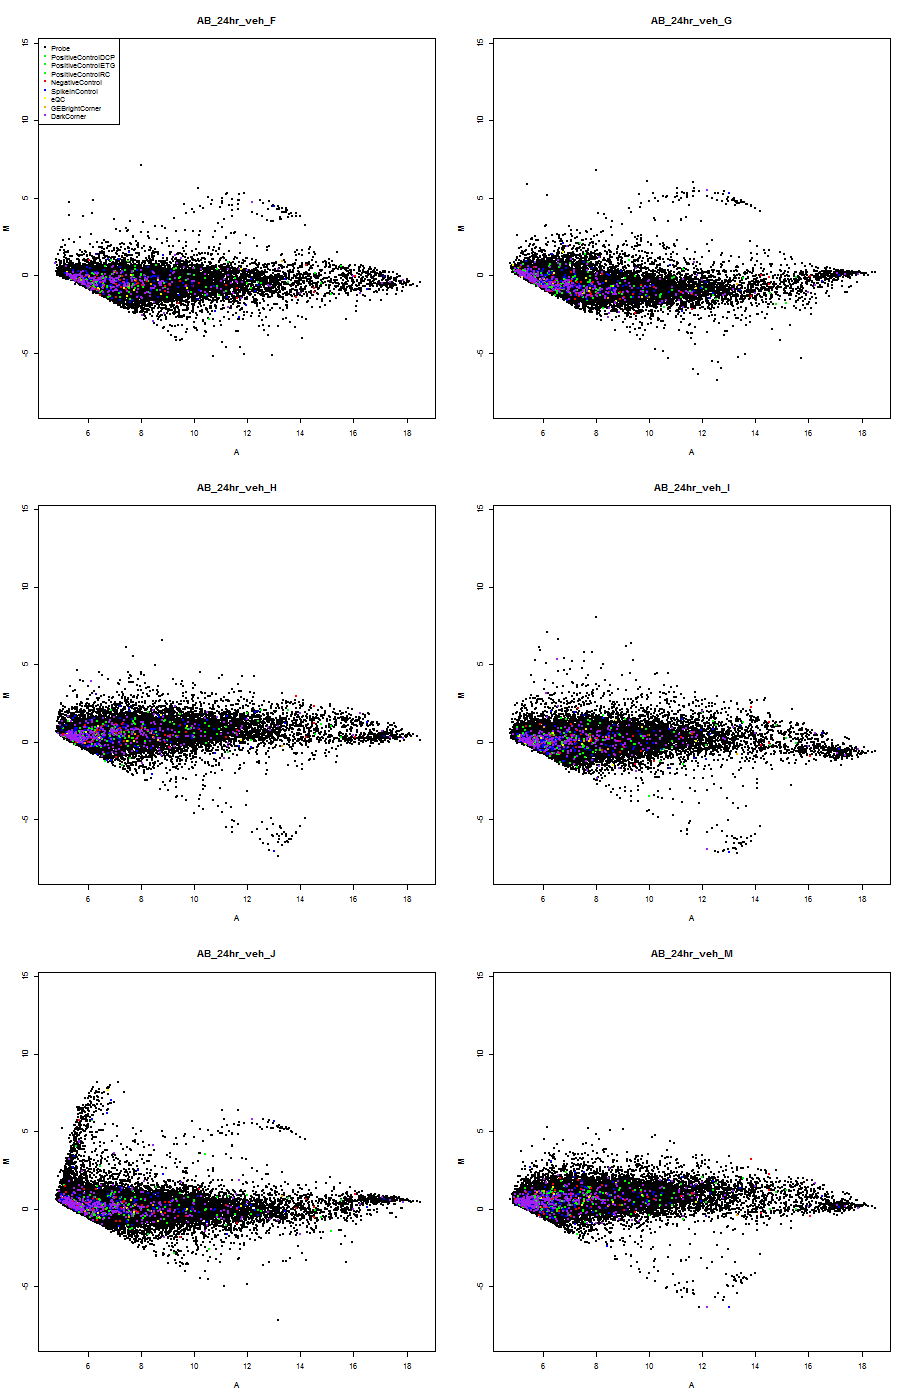 AB_24hr_veh_F
15
10
5
0
-5
M
Probe
PositiveControlDCP
PositiveControlETG
PositiveControlRC
NegativeControl
SpikeInControl
eQC
GEBrightCorner
DarkCorner
6 8 10 12 14 16 18
A
AB_24hr_veh_G
15
10
5
0
-5
M
6 8 10 12 14 16 18
A
AB_24hr_veh_H
15
10
5
0
-5
M
6 8 10 12 14 16 18
A
AB_24hr_veh_I
15
10
5
0
-5
M
6 8 10 12 14 16 18
A
AB_24hr_veh_J
15
10
5
0
-5
M
6 8 10 12 14 16 18
A
AB_24hr_veh_M
15
10
5
0
-5
M
6 8 10 12 14 16 18
A